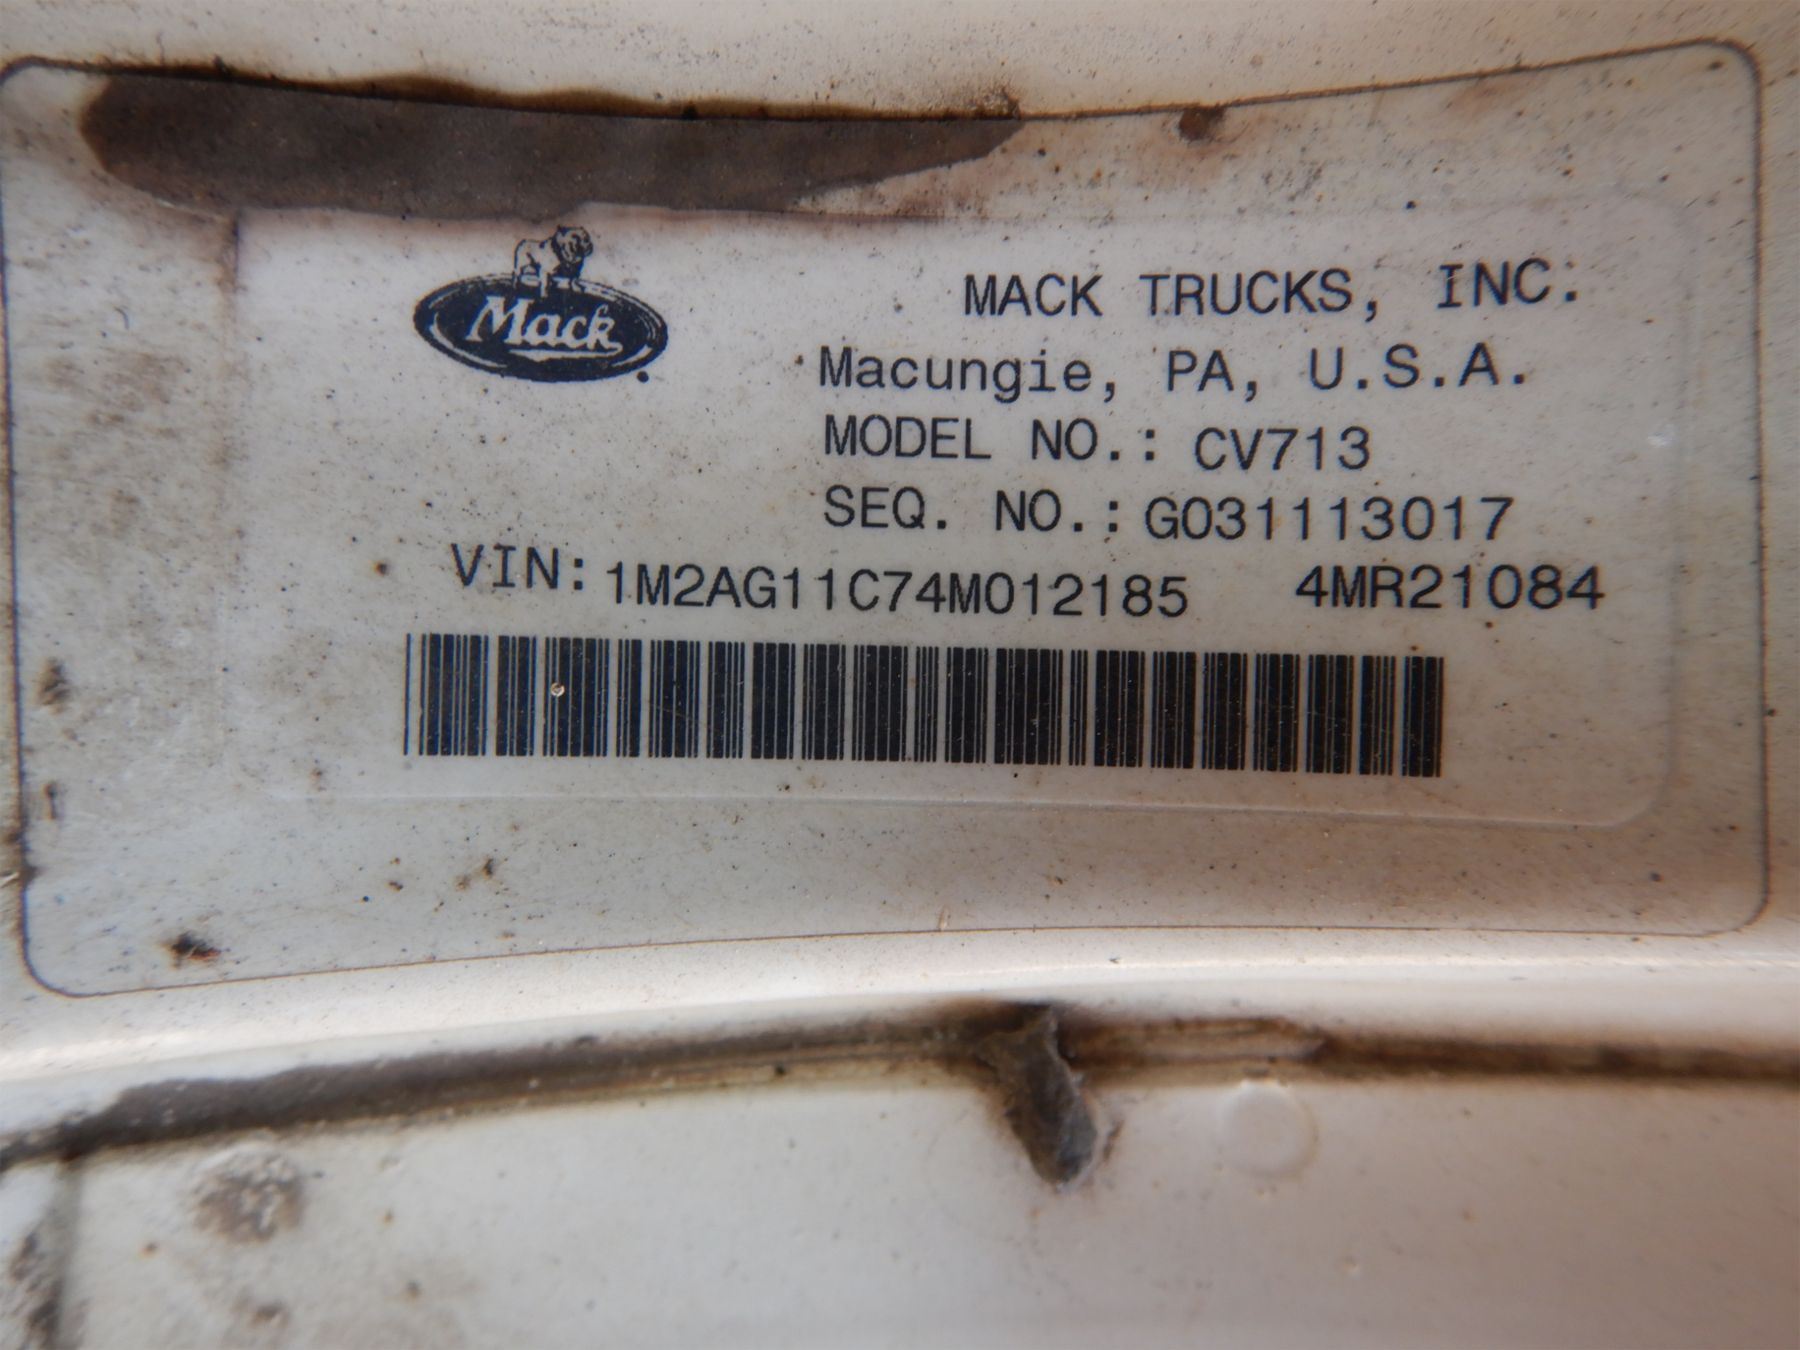 Mack
MACK TRUCKS, INC.
Macungie, PA, U.S.A.
MODEL NO.: CV713
SEQ. NO.: G031113017
VIN: 1M2AG11C74M012185 4MR21084